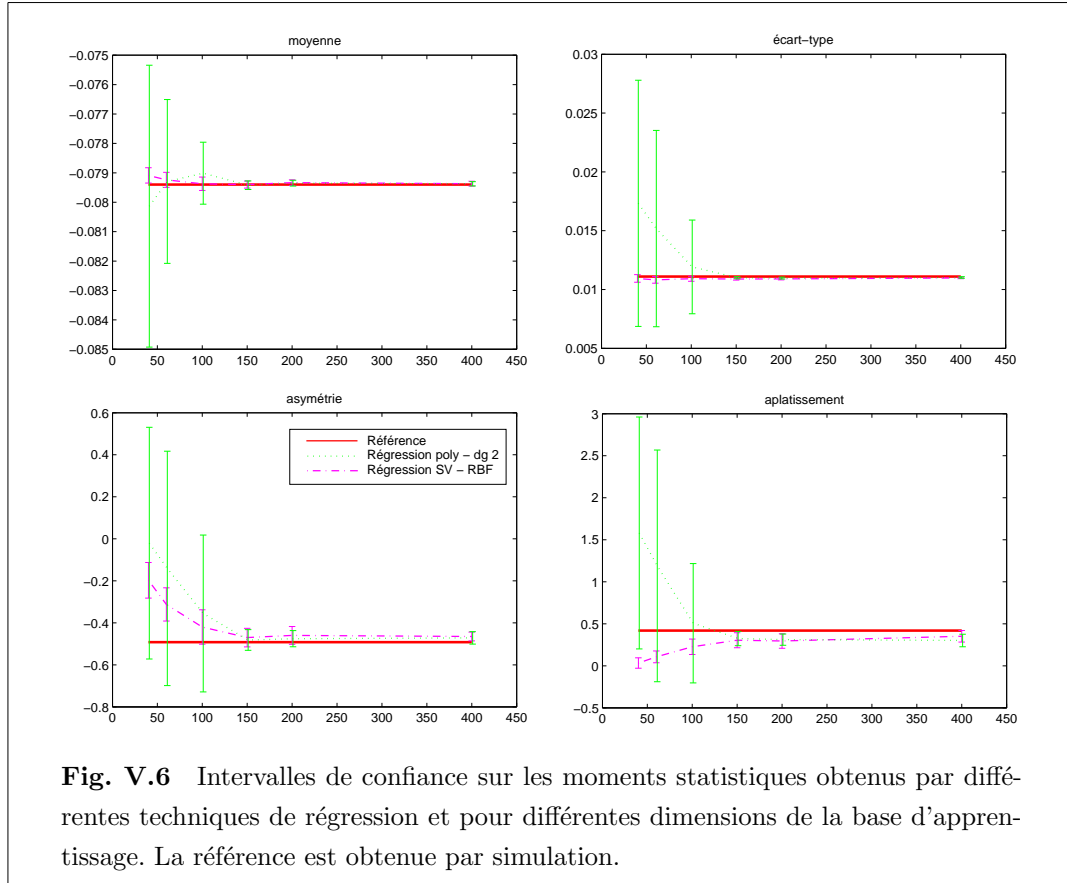 moyenne
−0.075
−0.076
−0.077
−0.078
−0.079
−0.08
−0.081
−0.082
−0.083
−0.084
−0.085
0 50 100 150 200 250 300 350 400 450
écart−type
0.03
0.025
0.02
0.015
0.01
0.005
0 50 100 150 200 250 300 350 400 450
asymétrie
0.6
0.4
0.2
0
−0.2
−0.4
−0.6
−0.8
0 50 100 150 200 250 300 350 400 450
Référence
Régression poly − dg 2
Régression SV − RBF
aplatissement
3
2.5
2
1.5
1
0.5
0
−0.5
0 50 100 150 200 250 300 350 400 450
Fig. V.6 Intervalles de confiance sur les moments statistiques obtenus par diffé-
rentes techniques de régression et pour différentes dimensions de la base d'appren-
tissage. La référence est obtenue par simulation.